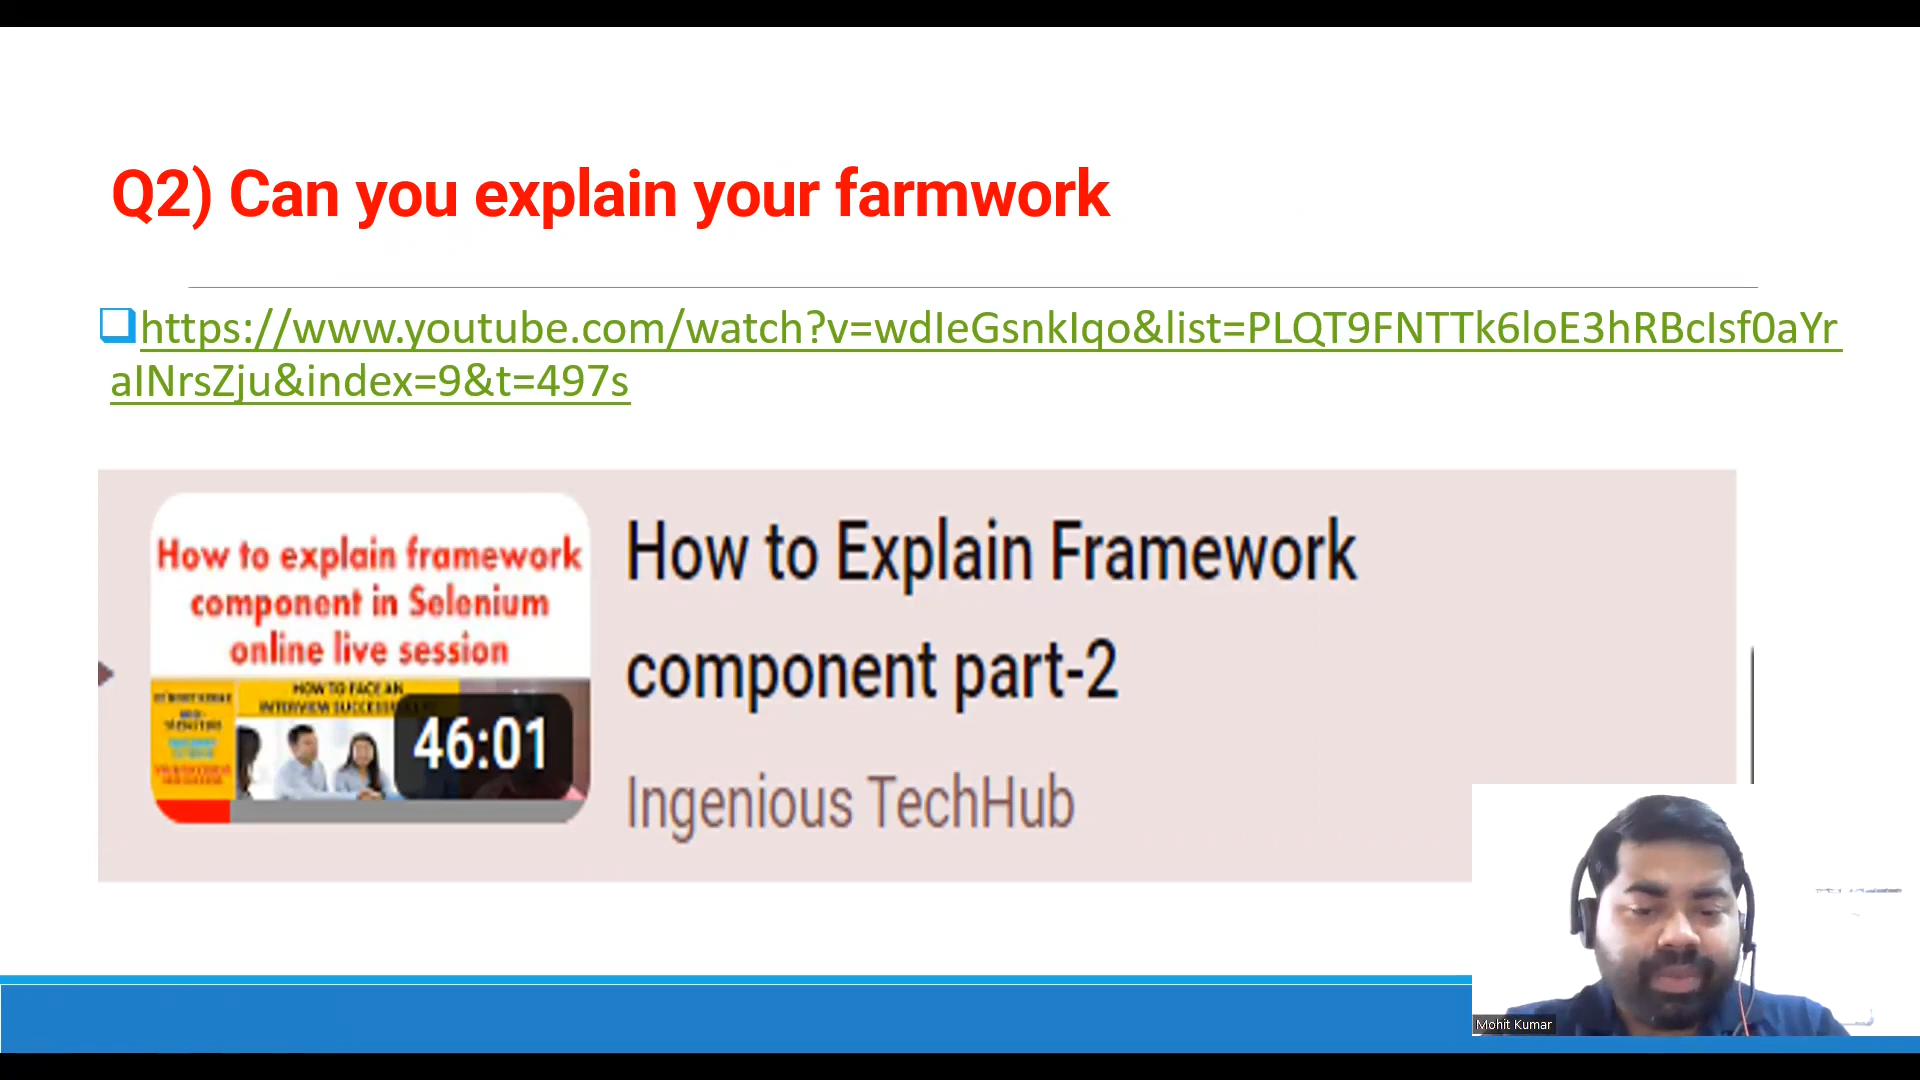 Q2) Can you explain your farmwork
https://www.youtube.com/watch?v=wdIeGsnkIqo&list=PLQT9FNTTk6loE3hRBcIsf0aYr
aINrsZju&index=9&t=497s
How to explain framework
component in Selenium
online live session
HOW TO FACE AN
INTERVIEW
46:01
How to Explain Framework
component part-2
Ingenious TechHub
Mohit Kumar